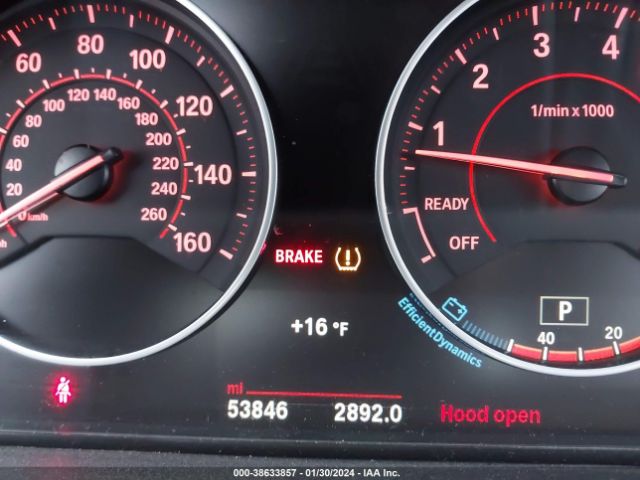 60 80 100 120 140 160
20 40 60 80 100 120 140 160 180 200 220 240 260
km/h
1 2 3 4
1/min x 1000
READY
OFF
BRAKE
P
EfficientDynamics
40 20
+16 °F
mi
53846 2892.0 Hood open
000-38633857 - 01/30/2024 - IAA Inc.